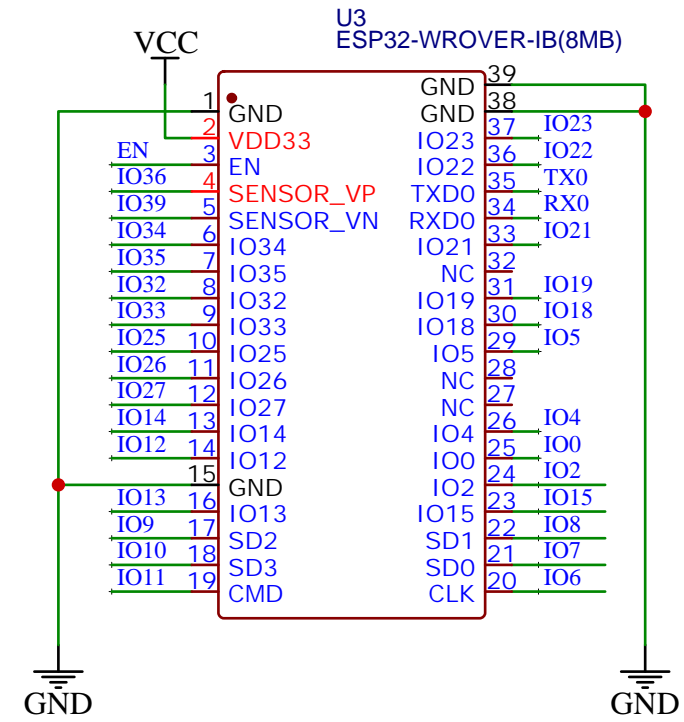 U3
ESP32-WROVER-IB(8MB)
VCC
1 GND
2 VDD33
EN 3 EN
IO36 4 SENSOR_VP
IO39 5 SENSOR_VN
IO34 6 IO34
IO35 7 IO35
IO32 8 IO32
IO33 9 IO33
IO25 10 IO25
IO26 11 IO26
IO27 12 IO27
IO14 13 IO14
IO12 14 IO12
15 GND
IO13 16 IO13
IO9 17 SD2
IO10 18 SD3
IO11 19 CMD
GND 39
GND 38
IO23 37 IO23
IO22 36 IO22
TXD0 35 TX0
RXD0 34 RX0
IO21 33 IO21
NC 32
IO19 31 IO19
IO18 30 IO18
IO5 29 IO5
NC 28
NC 27
IO4 26 IO4
IO0 25 IO0
IO2 24 IO2
IO15 23 IO15
SD1 22 IO8
SD0 21 IO7
CLK 20 IO6
GND
GND